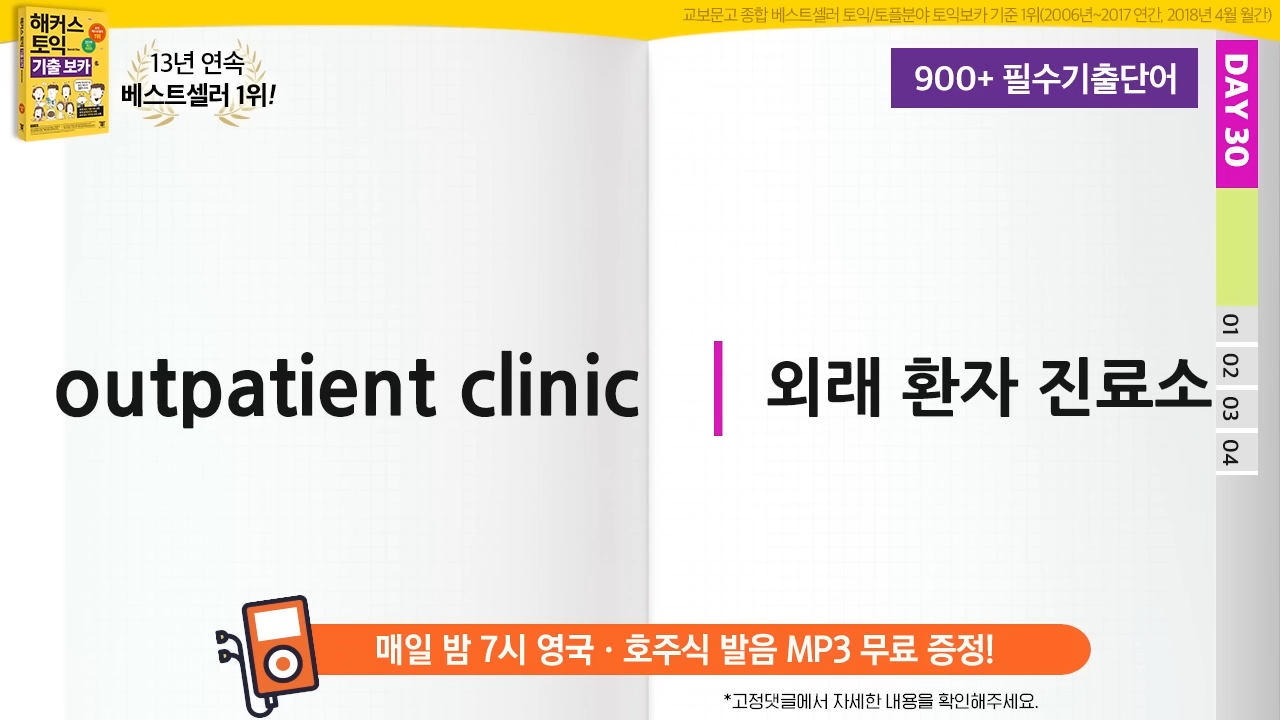 교보문고 종합 베스트셀러 토익/토플분야 토익보카 기준 1위(2006년~2017 연간, 2018년 4월 월간)
해커스
토익
기출 보카
13년 연속
베스트셀러 1위!
900+ 필수기출단어
DAY 30
outpatient clinic
외래 환자 진료소
01
02
03
04
매일 밤 7시 영국 · 호주식 발음 MP3 무료 증정!
*고정댓글에서 자세한 내용을 확인해주세요.